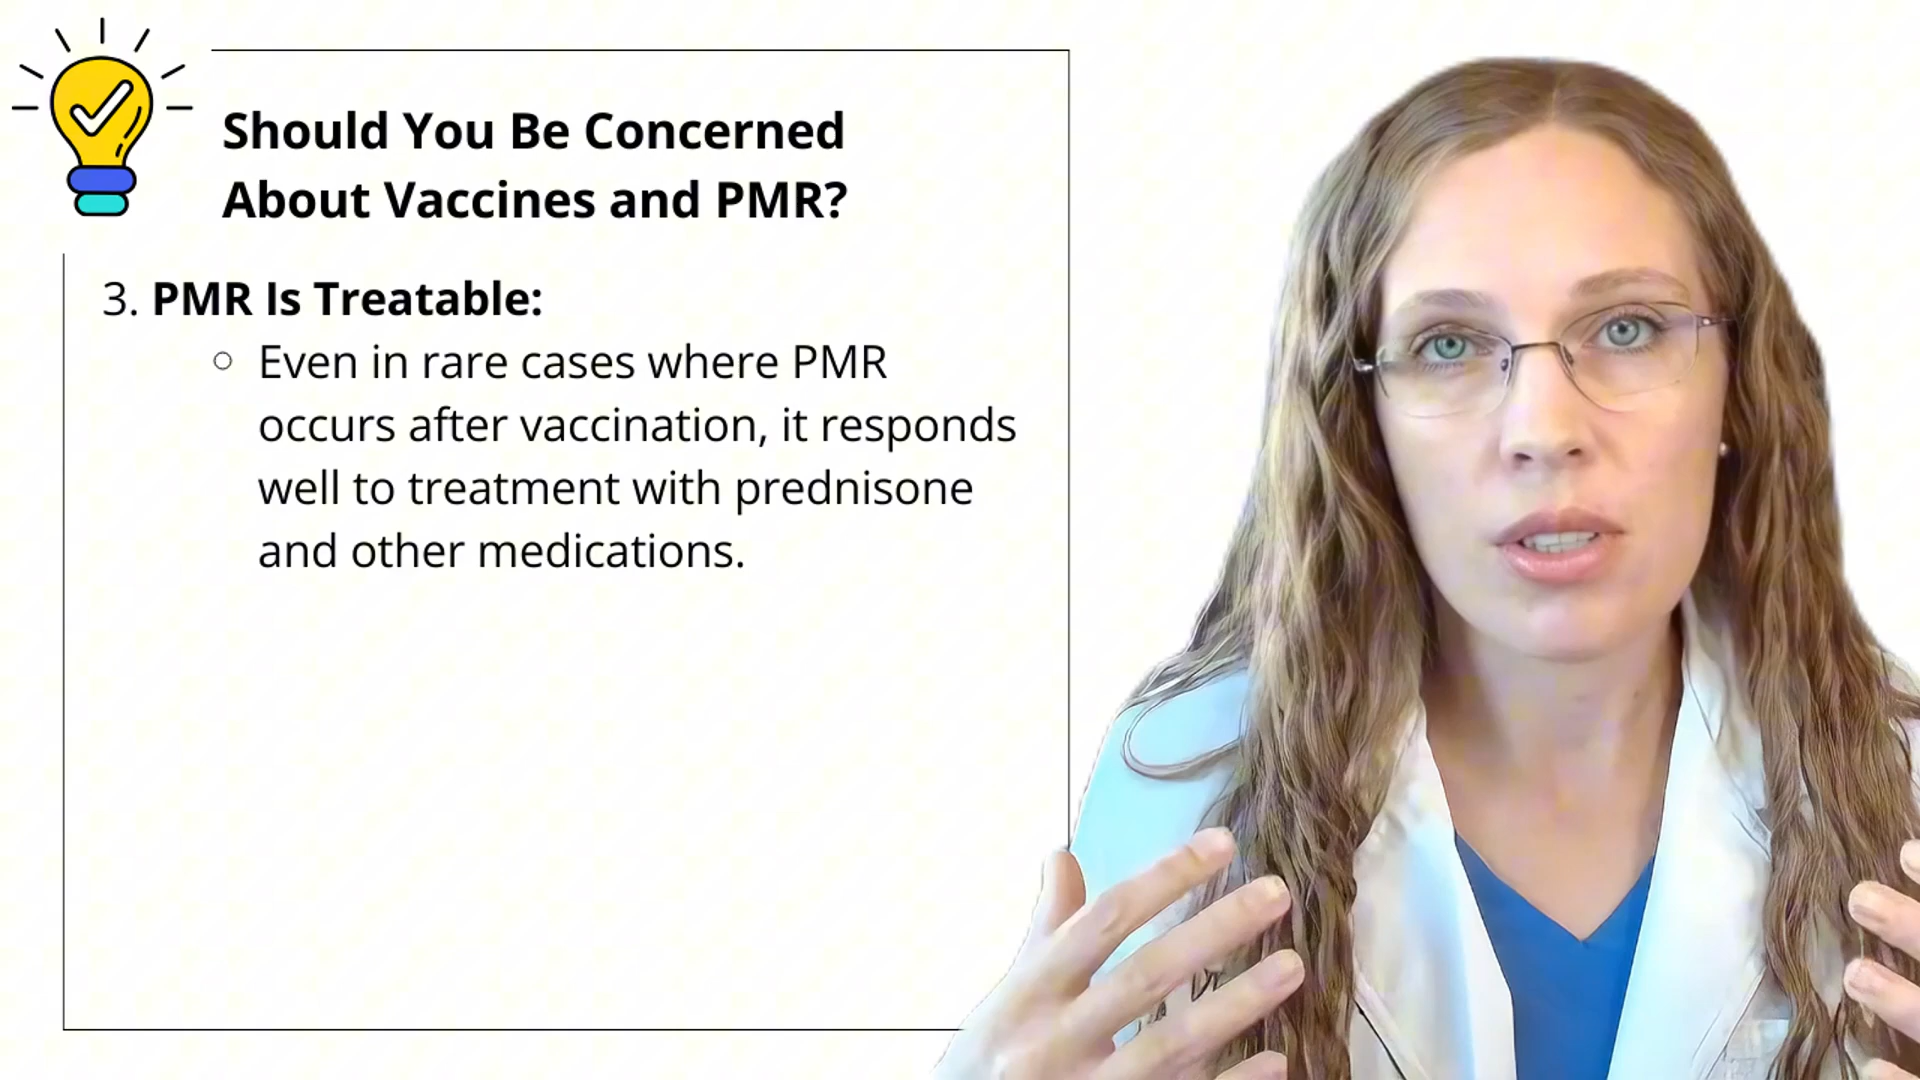 Should You Be Concerned
About Vaccines and PMR?
3. PMR Is Treatable:
○ Even in rare cases where PMR
occurs after vaccination, it responds
well to treatment with prednisone
and other medications.